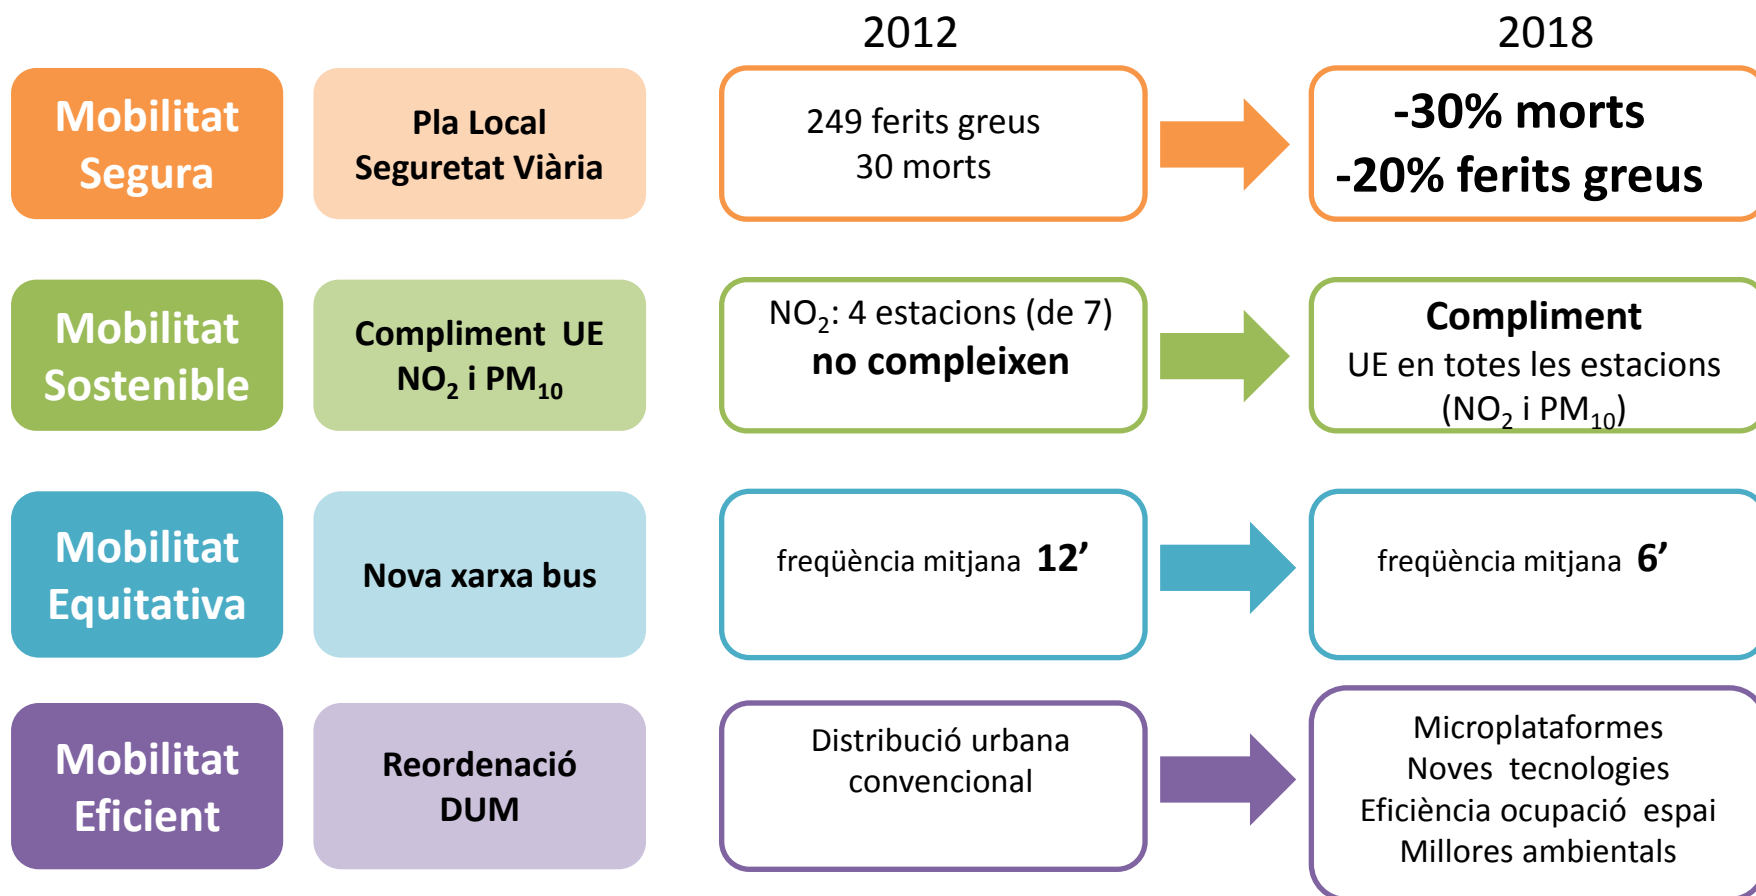 2012
2018
Mobilitat
Segura
Pla Local
Seguretat Viària
249 ferits greus
30 morts
-30% morts
-20% ferits greus
Mobilitat
Sostenible
Compliment UE
NO₂ i PM₁₀
NO₂: 4 estacions (de 7)
no compleixen
Compliment
UE en totes les estacions
(NO₂ i PM₁₀)
Mobilitat
Equitativa
Nova xarxa bus
freqüència mitjana 12’
freqüència mitjana 6’
Mobilitat
Eficient
Reordenació
DUM
Distribució urbana
convencional
Microplataformes
Noves tecnologies
Eficiència ocupació espai
Millores ambientals